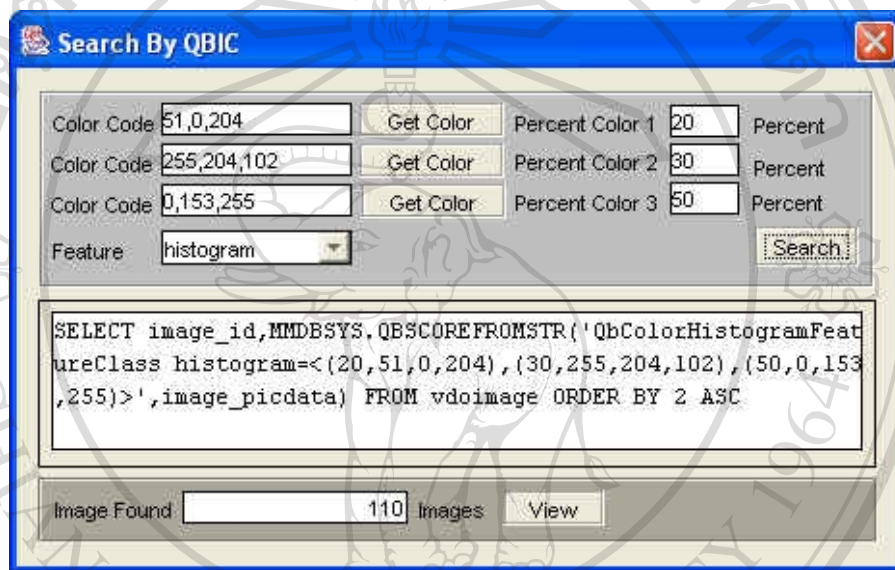 Search By QBIC
Color Code 51,0,204 Get Color Percent Color 1 20 Percent
Color Code 255,204,102 Get Color Percent Color 2 30 Percent
Color Code 0,153,255 Get Color Percent Color 3 50 Percent
Feature histogram Search
SELECT image_id,MMDBSYS.QBSCOREFROMSTR('QbColorHistogramFeat
ureClass histogram=<(20,51,0,204),(30,255,204,102),(50,0,153
,255)>',image_picdata) FROM vdoimage ORDER BY 2 ASC
Image Found 110 Images View
1964